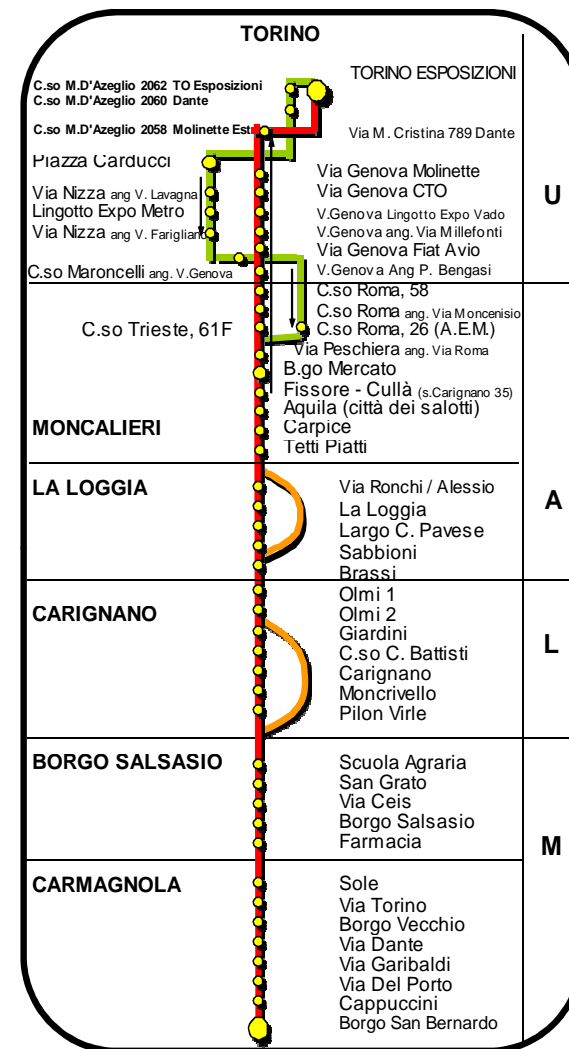 TORINO
TORINO ESPOSIZIONI
C.so M.D'Azeglio 2062 TO Esposizioni
C.so M.D'Azeglio 2060 Dante
C.so M.D'Azeglio 2058 Molinette Est
Via M. Cristina 789 Dante
Piazza Carducci
Via Genova Molinette
Via Nizza ang V. Lavagna
Via Genova CTO
U
Lingotto Expo Metro
V.Genova Lingotto Expo Vado
Via Nizza ang V. Farigliano
V.Genova ang. Via Millefonti
Via Genova Fiat Avio
C.so Maroncelli ang. V.Genova
V.Genova Ang P. Bengasi
C.so Roma, 58
C.so Roma ang. Via Moncenisio
C.so Trieste, 61F
C.so Roma, 26 (A.E.M.)
Via Peschiera ang. Via Roma
B.go Mercato
Fissore - Cullà (s.Carignano 35)
Aquila (città dei salotti)
MONCALIERI
Carpice
Tetti Piatti
LA LOGGIA
Via Ronchi / Alessio
A
La Loggia
Largo C. Pavese
Sabbioni
Brassi
CARIGNANO
Olmi 1
Olmi 2
Giardini
L
C.so C. Battisti
Carignano
Moncrivello
Pilon Virle
BORGO SALSASIO
Scuola Agraria
San Grato
Via Ceis
Borgo Salsasio
Farmacia
M
CARMAGNOLA
Sole
Via Torino
Borgo Vecchio
Via Dante
Via Garibaldi
Via Del Porto
Cappuccini
Borgo San Bernardo